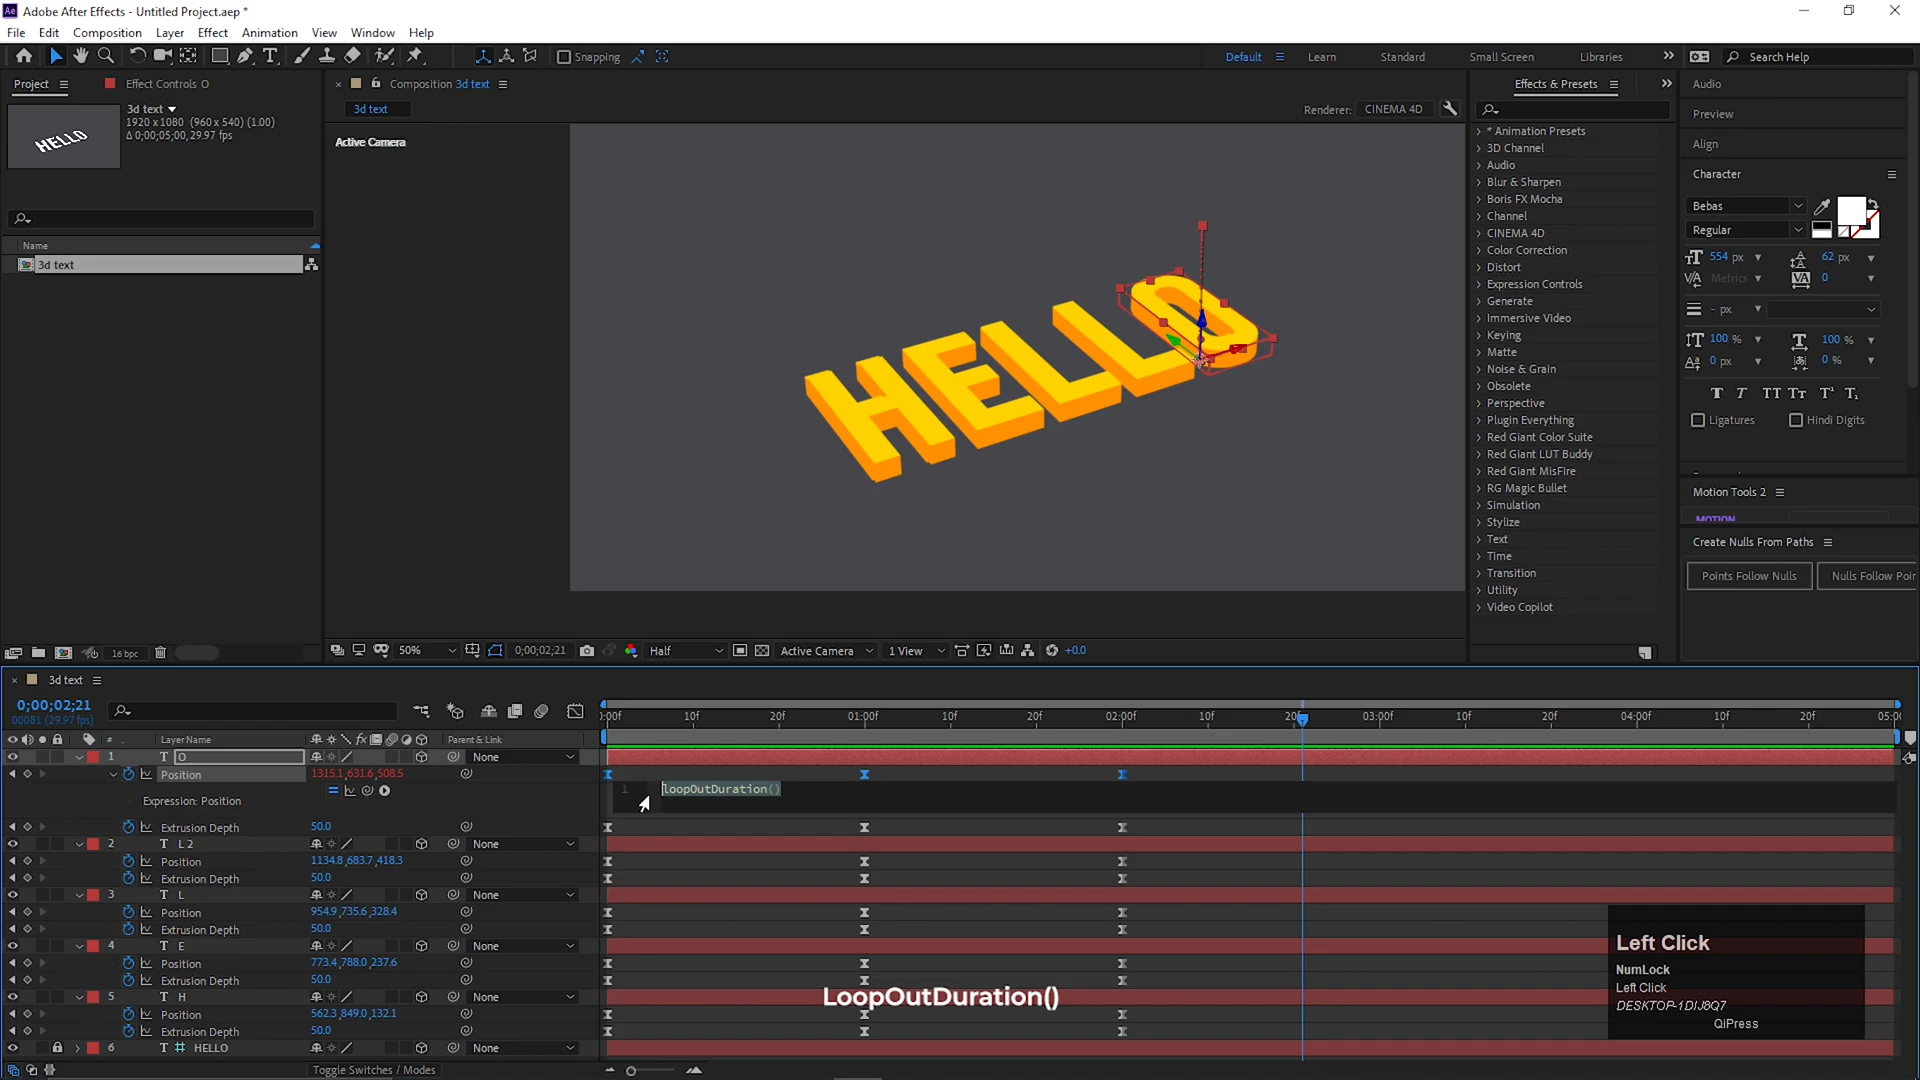 Adobe After Effects - Untitled Project.aep *
File Edit Composition Layer Effect Animation View Window Help
Snapping
Default Learn Standard Small Screen Libraries Search Help
Project Effect Controls O
3d text
1920 x 1080 (960 x 540) (1.00)
Δ 0;00;05;00, 29.97 fps
HELLO
Name
3d text
16 bpc
Composition 3d text
3d text
Renderer: CINEMA 4D
Active Camera
HELLO
50% 0;00;02;21 Half Active Camera 1 View +0.0
Effects & Presets
* Animation Presets
3D Channel
Audio
Blur & Sharpen
Boris FX Mocha
Channel
CINEMA 4D
Color Correction
Distort
Expression Controls
Generate
Immersive Video
Keying
Matte
Noise & Grain
Obsolete
Perspective
Plugin Everything
Red Giant Color Suite
Red Giant LUT Buddy
Red Giant MisFire
RG Magic Bullet
Simulation
Stylize
Text
Time
Transition
Utility
Video Copilot
Audio
Preview
Align
Character
Bebas
Regular
554 px 62 px
Metrics 0
- px
100 % 100 %
0 px 0 %
Ligatures Hindi Digits
Motion Tools 2
MOTION
Create Nulls From Paths
Points Follow Nulls Nulls Follow Poin
3d text
0;00;02;21
00081 (29.97 fps)
:00f 10f 20f 01:00f 10f 20f 02:00f 10f 20f 03:00f 10f 20f 04:00f 10f 20f 05:0
# Layer Name Parent & Link
1 T O None
Position 1315.1,631.6,508.5
1 loopOutDuration()
Expression: Position
Extrusion Depth 50.0
2 T L 2 None
Position 1134.8,683.7,418.3
Extrusion Depth 50.0
3 T L None
Position 954.9,735.6,328.4
Extrusion Depth 50.0
4 T E None
Position 773.4,788.0,237.6
Extrusion Depth 50.0
5 T H None
Position 562.3,849.0,132.1
Extrusion Depth 50.0
6 T HELLO None
Toggle Switches / Modes
LoopOutDuration()
Left Click
NumLock
Left Click
DESKTOP-1DIJ8Q7
QiPress